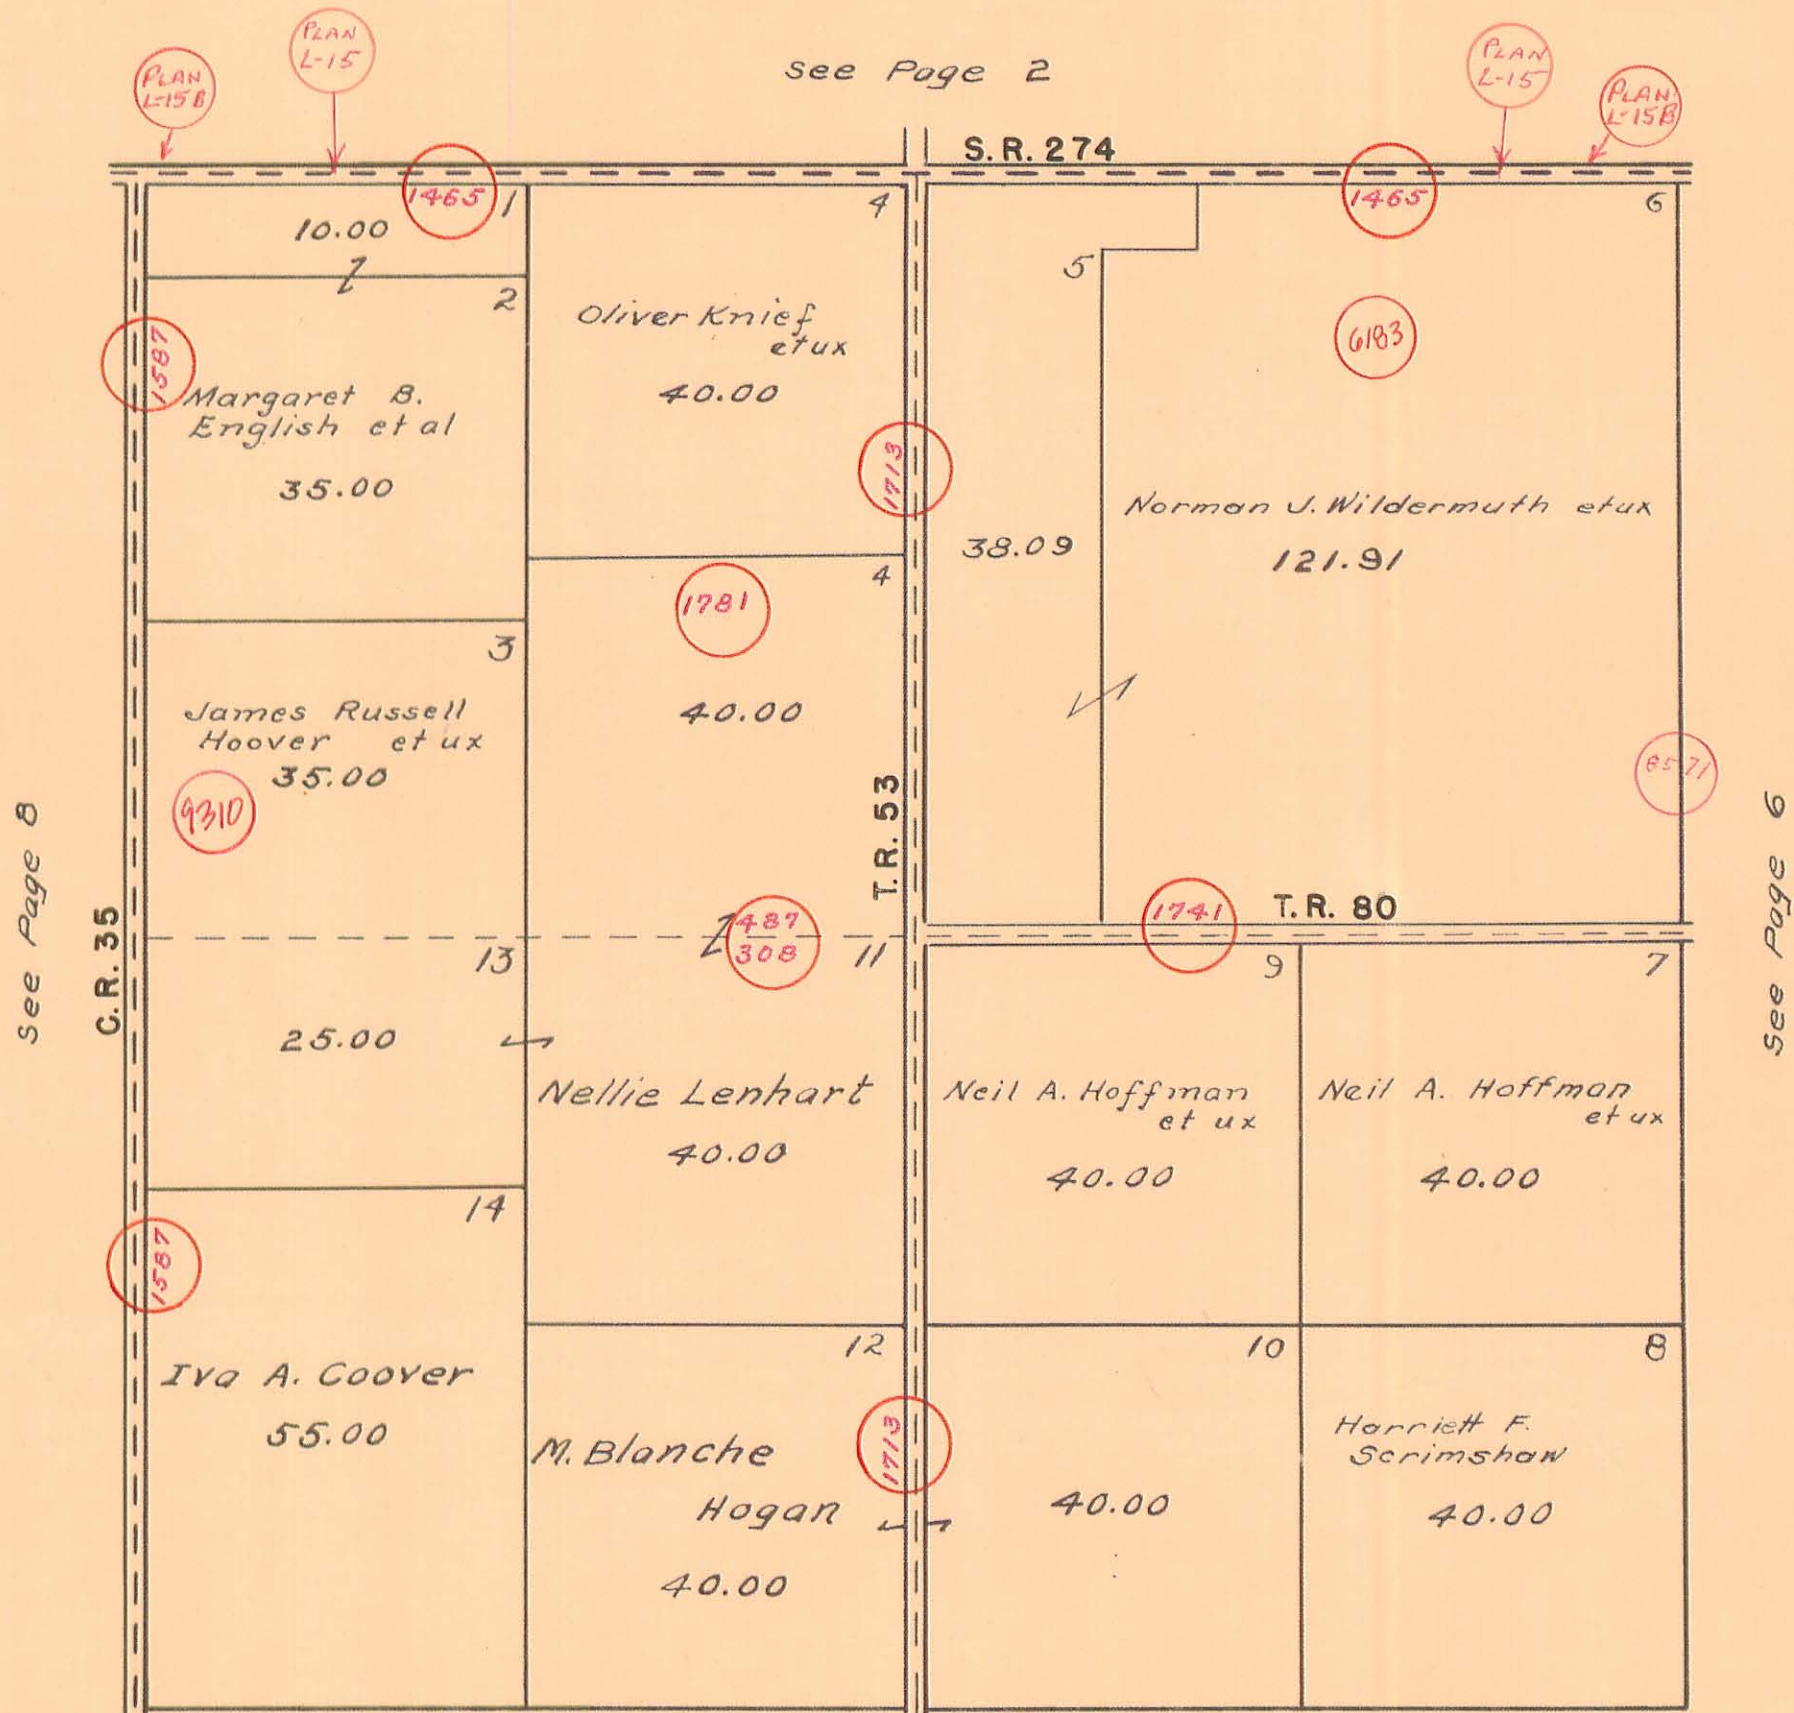 PLAN
L-15
PLAN
L-15B
See Page 2
PLAN
L-15
PLAN
L-15B
S.R. 274
1465
1
10.00
4
1465
6
2
5
Oliver Knief
et ux
40.00
6183
1587
Margaret B.
English et al
35.00
1713
Norman J. Wildermuth et ux
121.91
38.09
4
1781
3
40.00
James Russell
Hoover et ux
35.00
9310
8571
T.R. 53
See Page 8
See Page 6
C.R. 35
1741
T.R. 80
487
308
13
11
9
7
25.00
Nellie Lenhart
40.00
Neil A. Hoffman
et ux
40.00
Neil A. Hoffman
et ux
40.00
14
1587
12
10
8
Iva A. Coover
55.00
M. Blanche
Hogan
40.00
1713
40.00
Harriett F.
Scrimshaw
40.00